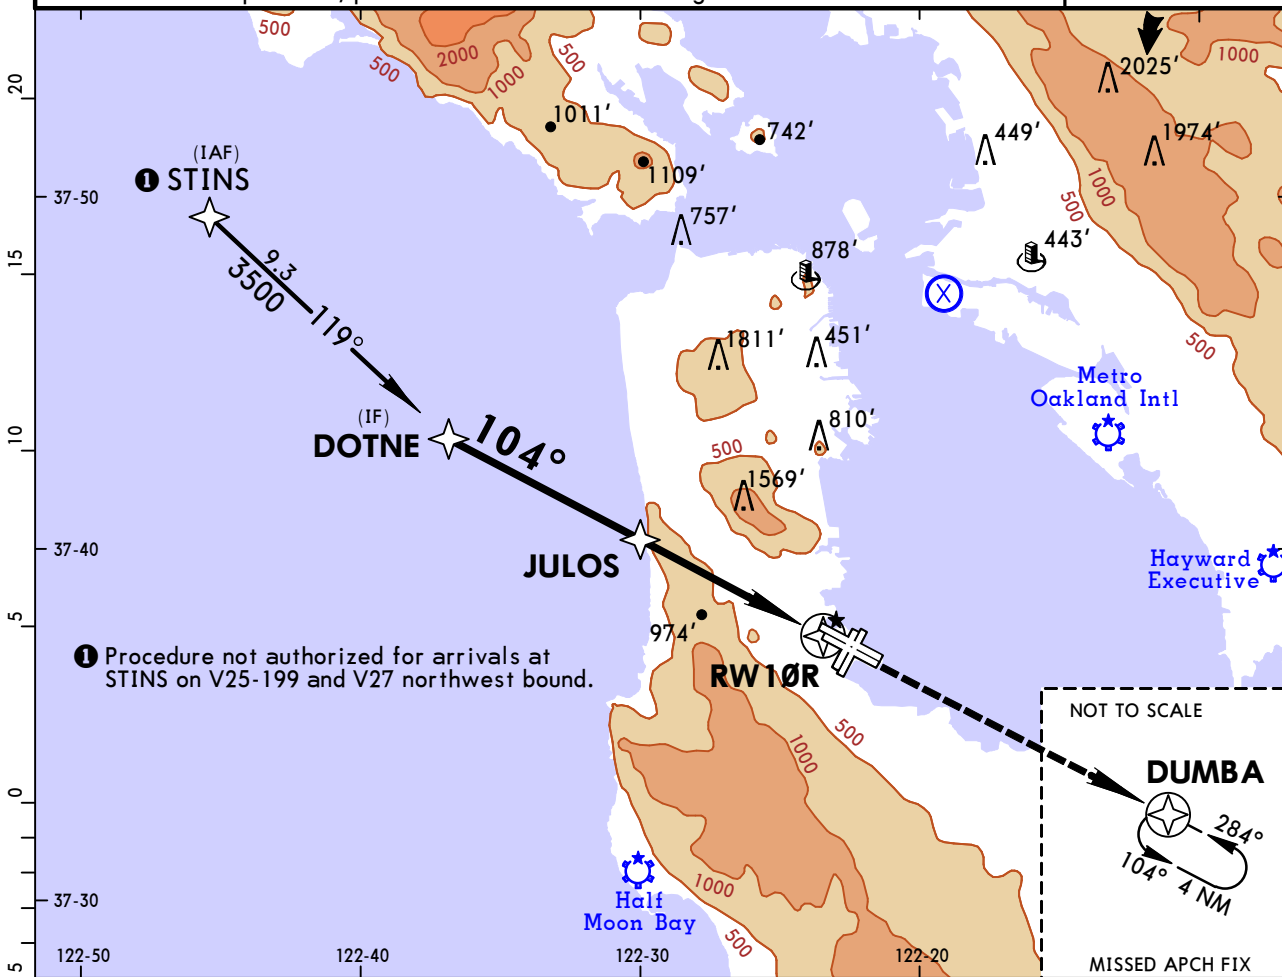 500
2000
500
1000
500
2025'
1000
20
1011'
742'
449'
1974'
(IAF)
1 STINS
1109'
1000
500
37-50
757'
443'
878'
15
9.3
3500
119°
X
1811'
451'
500
Metro
Oakland Intl
(IF)
DOTNE
104°
810'
10
500
1569'
37-40
JULOS
Hayward
Executive
5
974'
1 Procedure not authorized for arrivals at
STINS on V25-199 and V27 northwest bound.
RW10R
NOT TO SCALE
500
1000
DUMBA
0
284°
104° 4 NM
1000
37-30
Half
Moon Bay
500
122-50
122-40
122-30
122-20
MISSED APCH FIX
5